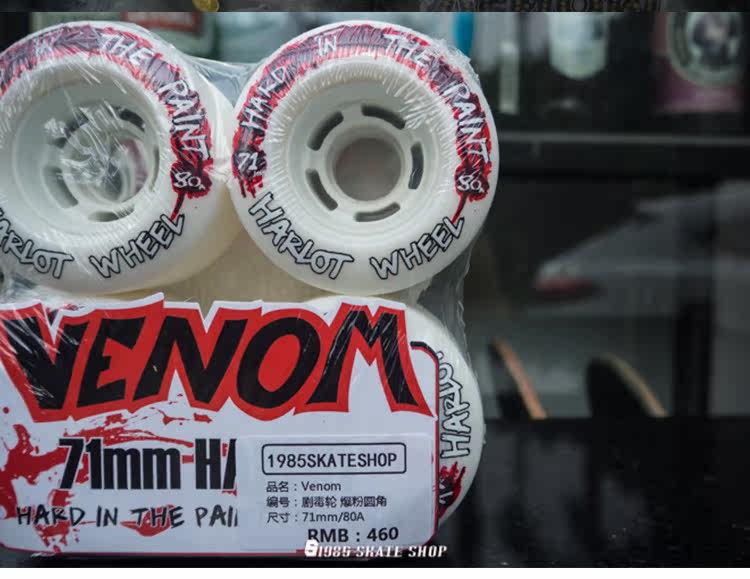 HARD IN THE PAINT
80
HARLOT WHEEL
71 HARD IN THE PAINT
80
HARLOT WHEEL
VENOM
HARLOT
71mm HA
HARD IN THE PAI
1985SKATESHOP
品名：Venom
编号：剧毒轮 爆粉圆角
尺寸：71mm/80A
RMB：460
1985 SKATE SHOP